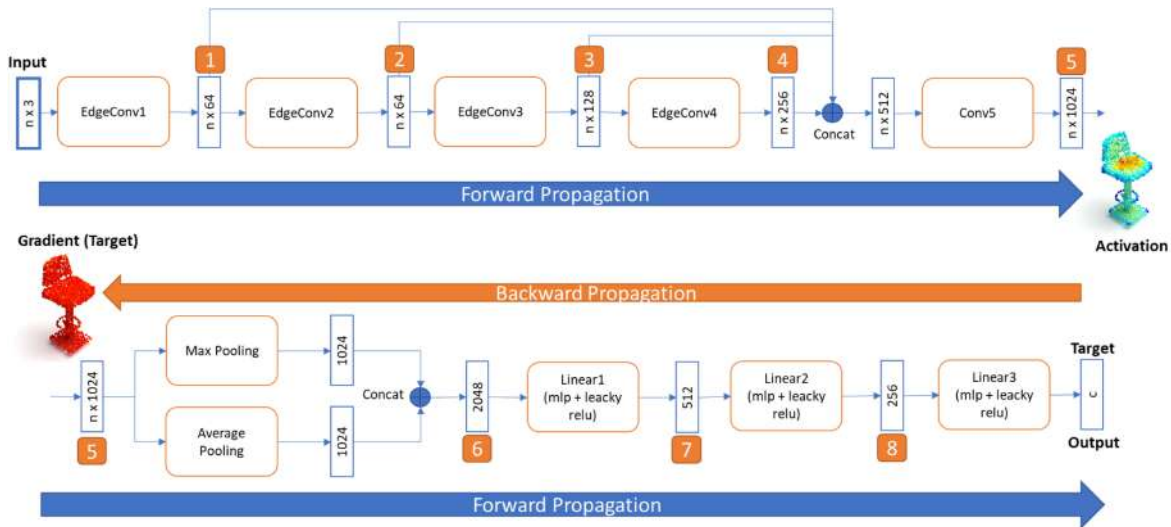 1
2
3
4
5
Input
n x 3
EdgeConv1
n x 64
EdgeConv2
n x 64
EdgeConv3
n x 128
EdgeConv4
n x 256
Concat
n x 512
Conv5
n x 1024
Forward Propagation
Activation
Gradient (Target)
Backward Propagation
n x 1024
5
Max Pooling
1024
Average
Pooling
1024
Concat
2048
6
Linear1
(mlp + leacky
relu)
512
7
Linear2
(mlp + leacky
relu)
256
8
Linear3
(mlp + leacky
relu)
Target
c
Output
Forward Propagation